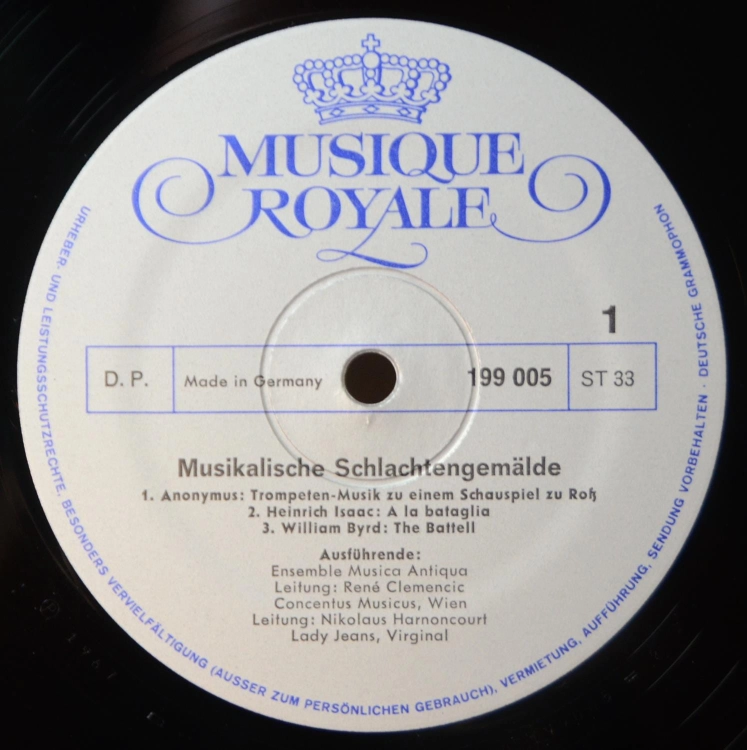 MUSIQUE
ROYALE
1
D. P.
Made in Germany
199 005
ST 33
Musikalische Schlachtengemälde
1. Anonymus: Trompeten-Musik zu einem Schauspiel zu Roß
2. Heinrich Isaac: A la bataglia
3. William Byrd: The Battell
Ausführende:
Ensemble Musica Antiqua
Leitung: René Clemencic
Concentus Musicus, Wien
Leitung: Nikolaus Harnoncourt
Lady Jeans, Virginal
URHEBER- UND LEISTUNGSSCHUTZRECHTE, BESONDERS VERVIELFÄLTIGUNG (AUSSER ZUM PERSÖNLICHEN GEBRAUCH), VERMIETUNG, AUFFÜHRUNG, SENDUNG VORBEHALTEN · DEUTSCHE GRAMMOPHON